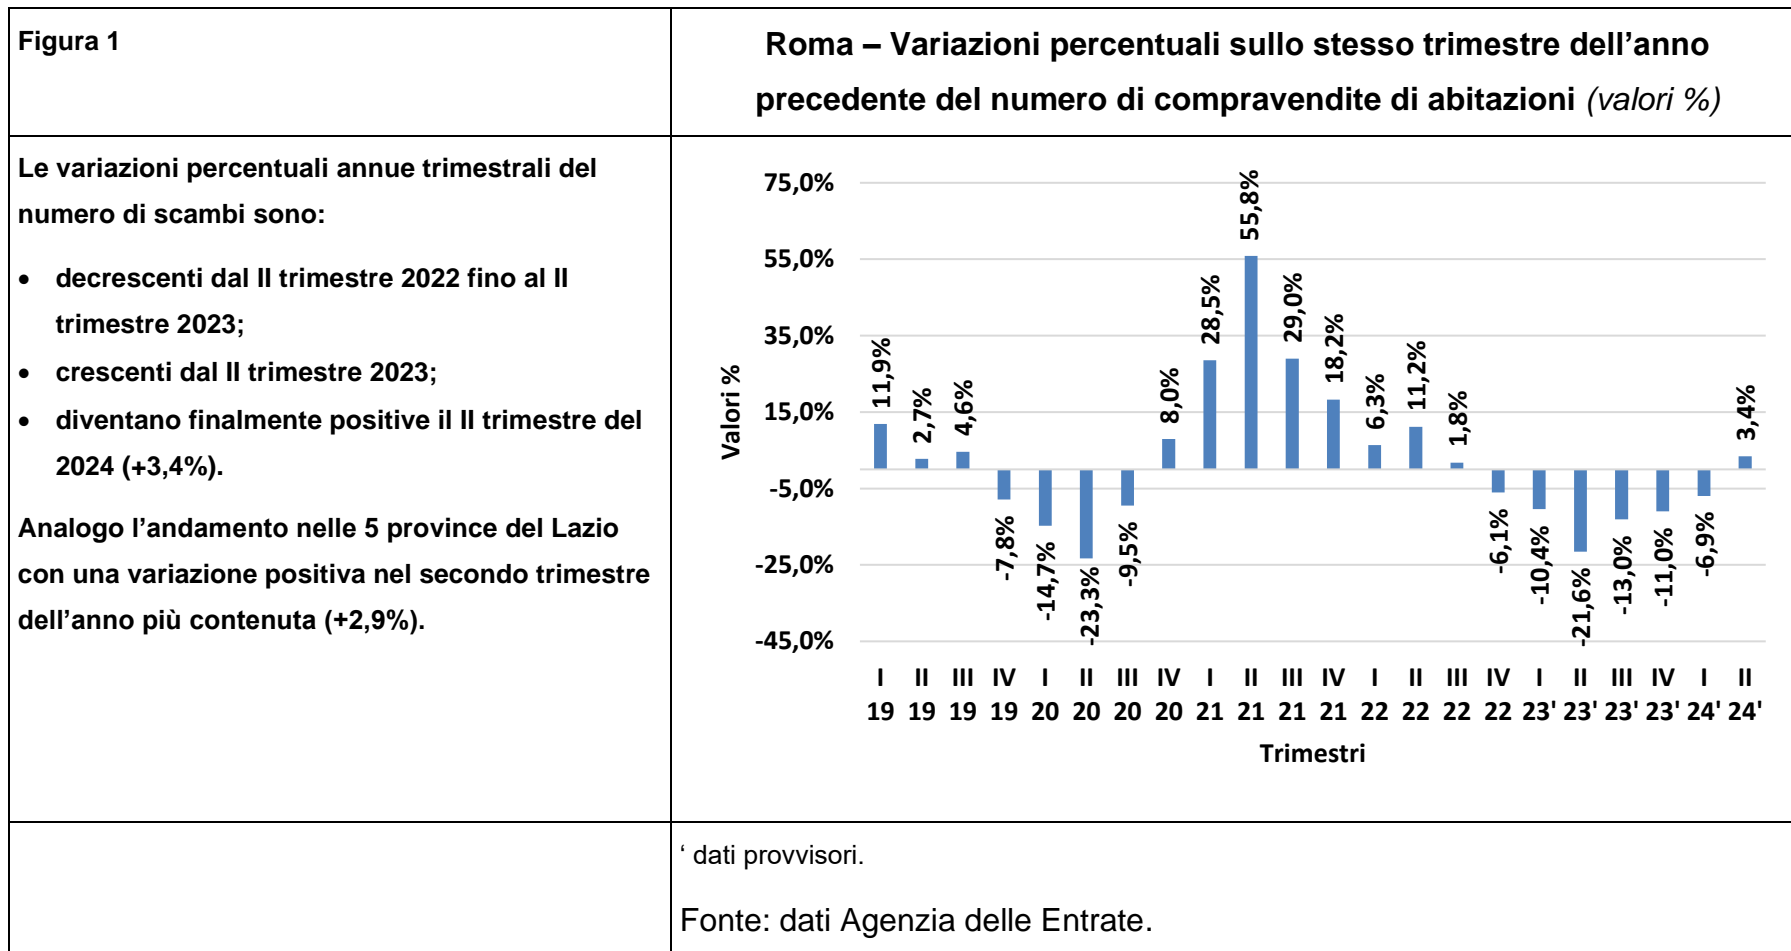 Figura 1
Roma – Variazioni percentuali sullo stesso trimestre dell’anno
precedente del numero di compravendite di abitazioni (valori %)
Le variazioni percentuali annue trimestrali del
numero di scambi sono:
• decrescenti dal II trimestre 2022 fino al II
trimestre 2023;
• crescenti dal II trimestre 2023;
• diventano finalmente positive il II trimestre del
2024 (+3,4%).
Analogo l’andamento nelle 5 province del Lazio
con una variazione positiva nel secondo trimestre
dell’anno più contenuta (+2,9%).
Valori %
75,0%
55,0%
35,0%
15,0%
-5,0%
-25,0%
-45,0%
11,9%
2,7%
4,6%
-7,8%
-14,7%
-23,3%
-9,5%
8,0%
28,5%
55,8%
29,0%
18,2%
6,3%
11,2%
1,8%
-6,1%
-10,4%
-21,6%
-13,0%
-11,0%
-6,9%
3,4%
I II III IV I II III IV I II III IV I II III IV I II III IV I II
19 19 19 19 20 20 20 20 21 21 21 21 22 22 22 22 23' 23' 23' 23' 24' 24'
Trimestri
‘ dati provvisori.
Fonte: dati Agenzia delle Entrate.